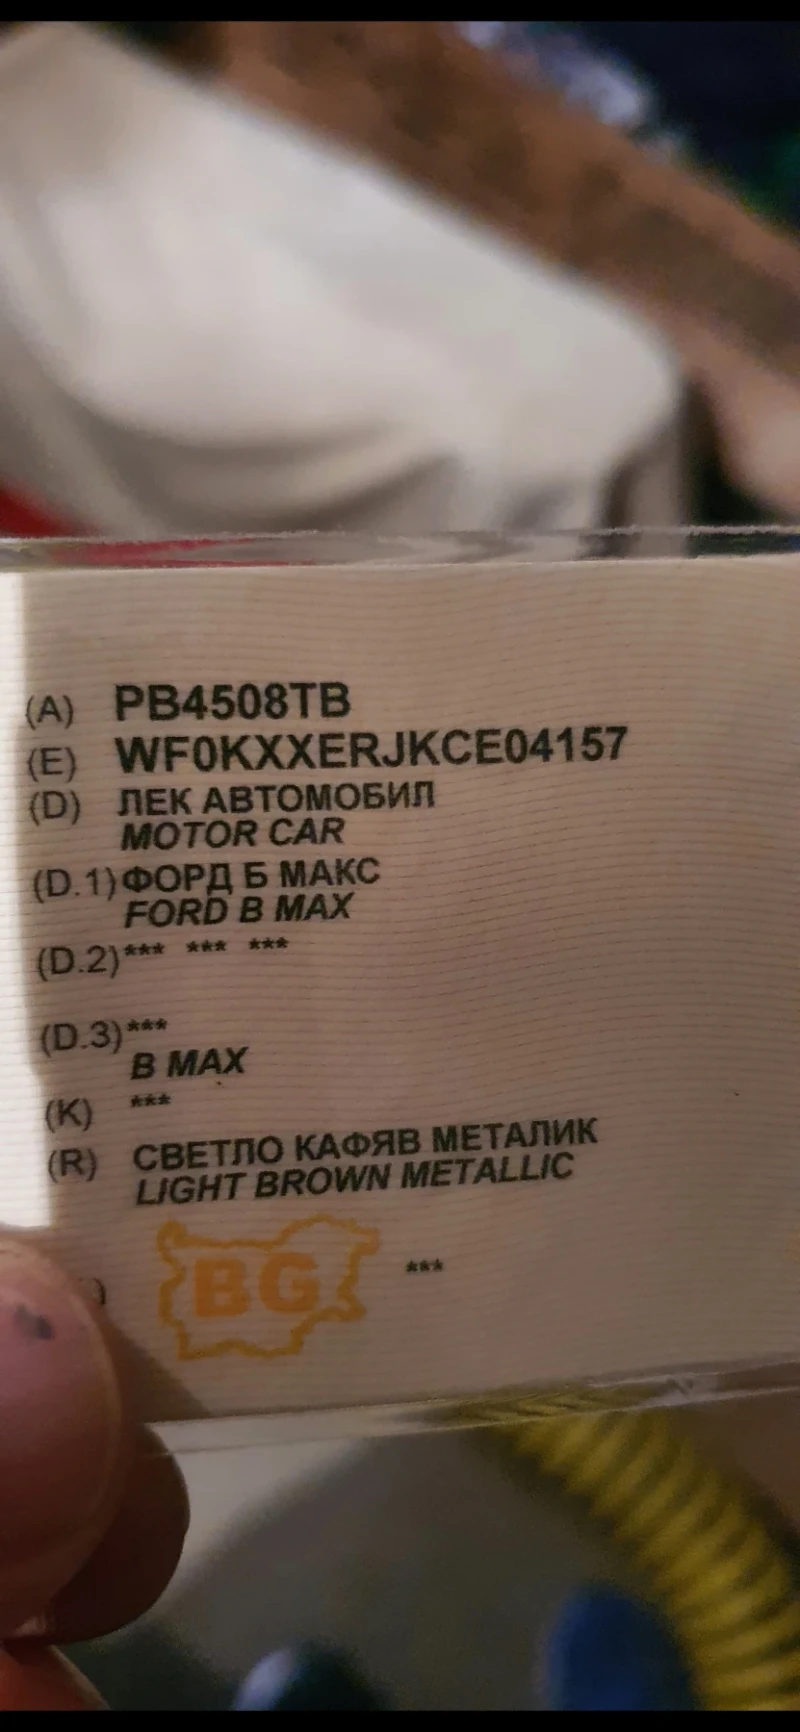 (A) PB4508TB
(E) WF0KXXERJKCE04157
(D) ЛЕК АВТОМОБИЛ
MOTOR CAR
(D.1) ФОРД Б МАКС
FORD B MAX
(D.2) *** *** ***
(D.3) ***
B MAX
(K) ***
(R) СВЕТЛО КАФЯВ МЕТАЛИК
LIGHT BROWN METALLIC
BG ***